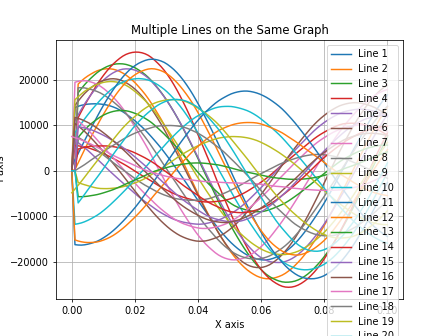 Multiple Lines on the Same Graph
20000
10000
0
−10000
−20000
0.00
0.02
0.04
0.06
X axis
Line 1
Line 2
Line 3
Line 4
Line 5
Line 6
Line 7
Line 8
Line 9
Line 10
Line 11
Line 12
Line 13
Line 14
Line 15
Line 16
Line 17
Line 18
Line 19
Line 20